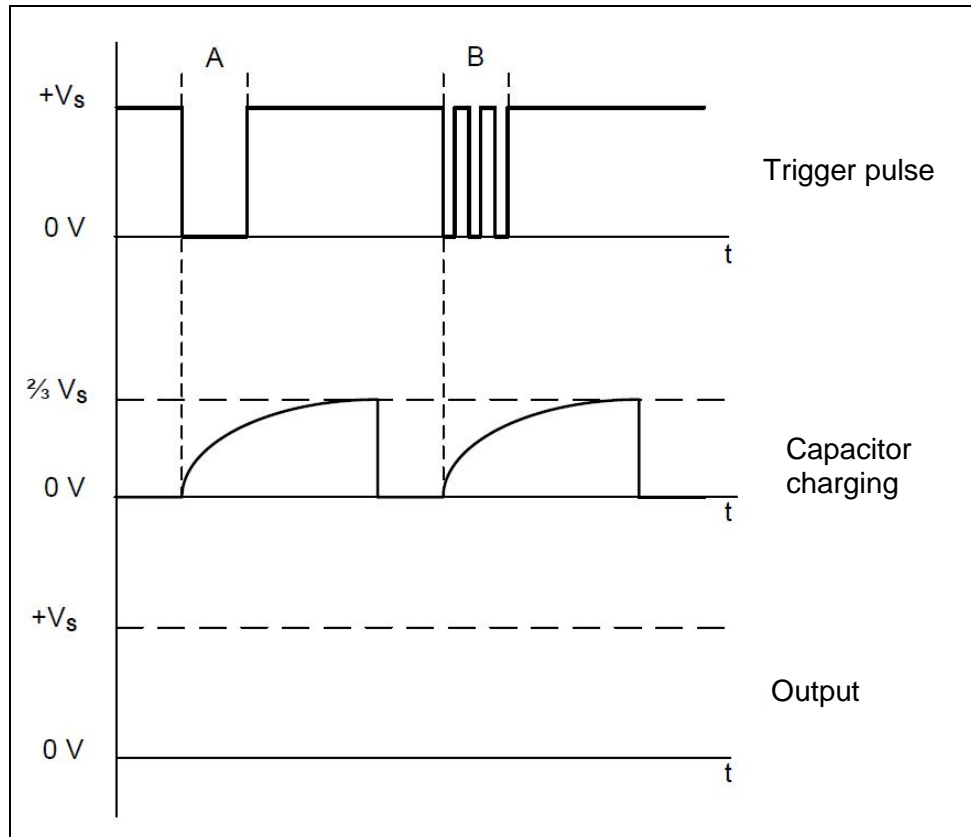 A
B
+Vs
Trigger pulse
0 V
t
⅔ Vs
Capacitor
charging
0 V
t
+Vs
Output
0 V
t